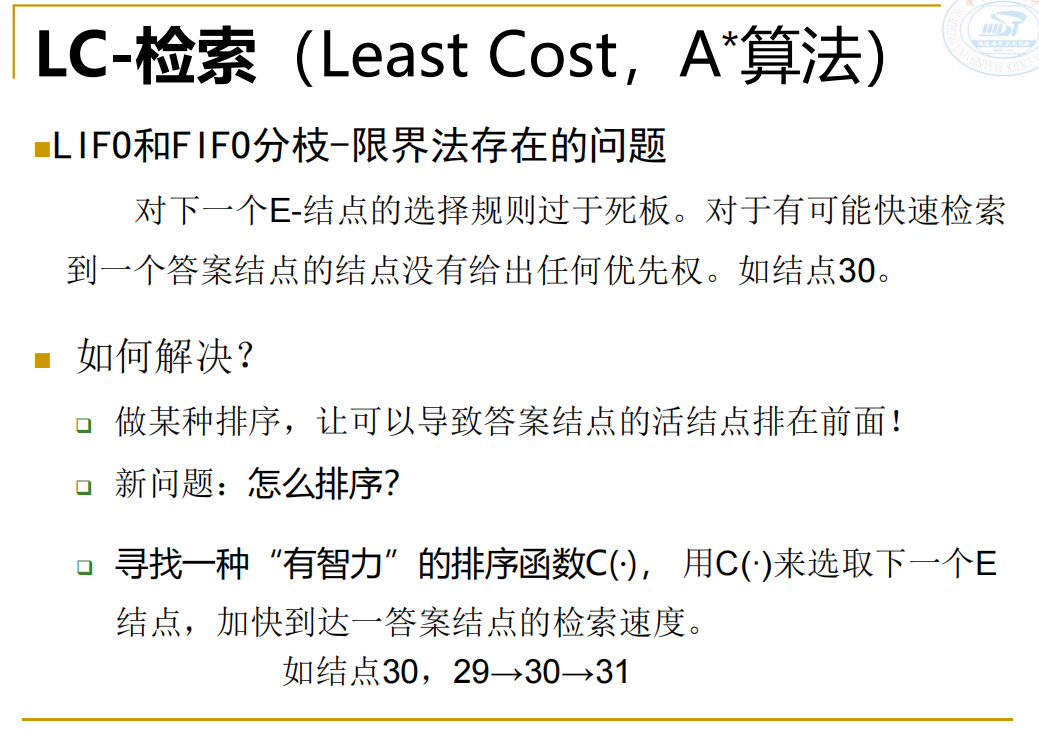 LC-检索（Least Cost，A*算法）
LIFO和FIFO分枝-限界法存在的问题
对下一个E-结点的选择规则过于死板。对于有可能快速检索
到一个答案结点的结点没有给出任何优先权。如结点30。
如何解决？
做某种排序，让可以导致答案结点的活结点排在前面！
新问题：怎么排序？
寻找一种“有智力”的排序函数C(·)， 用C(·)来选取下一个E
结点，加快到达一答案结点的检索速度。
如结点30，29→30→31